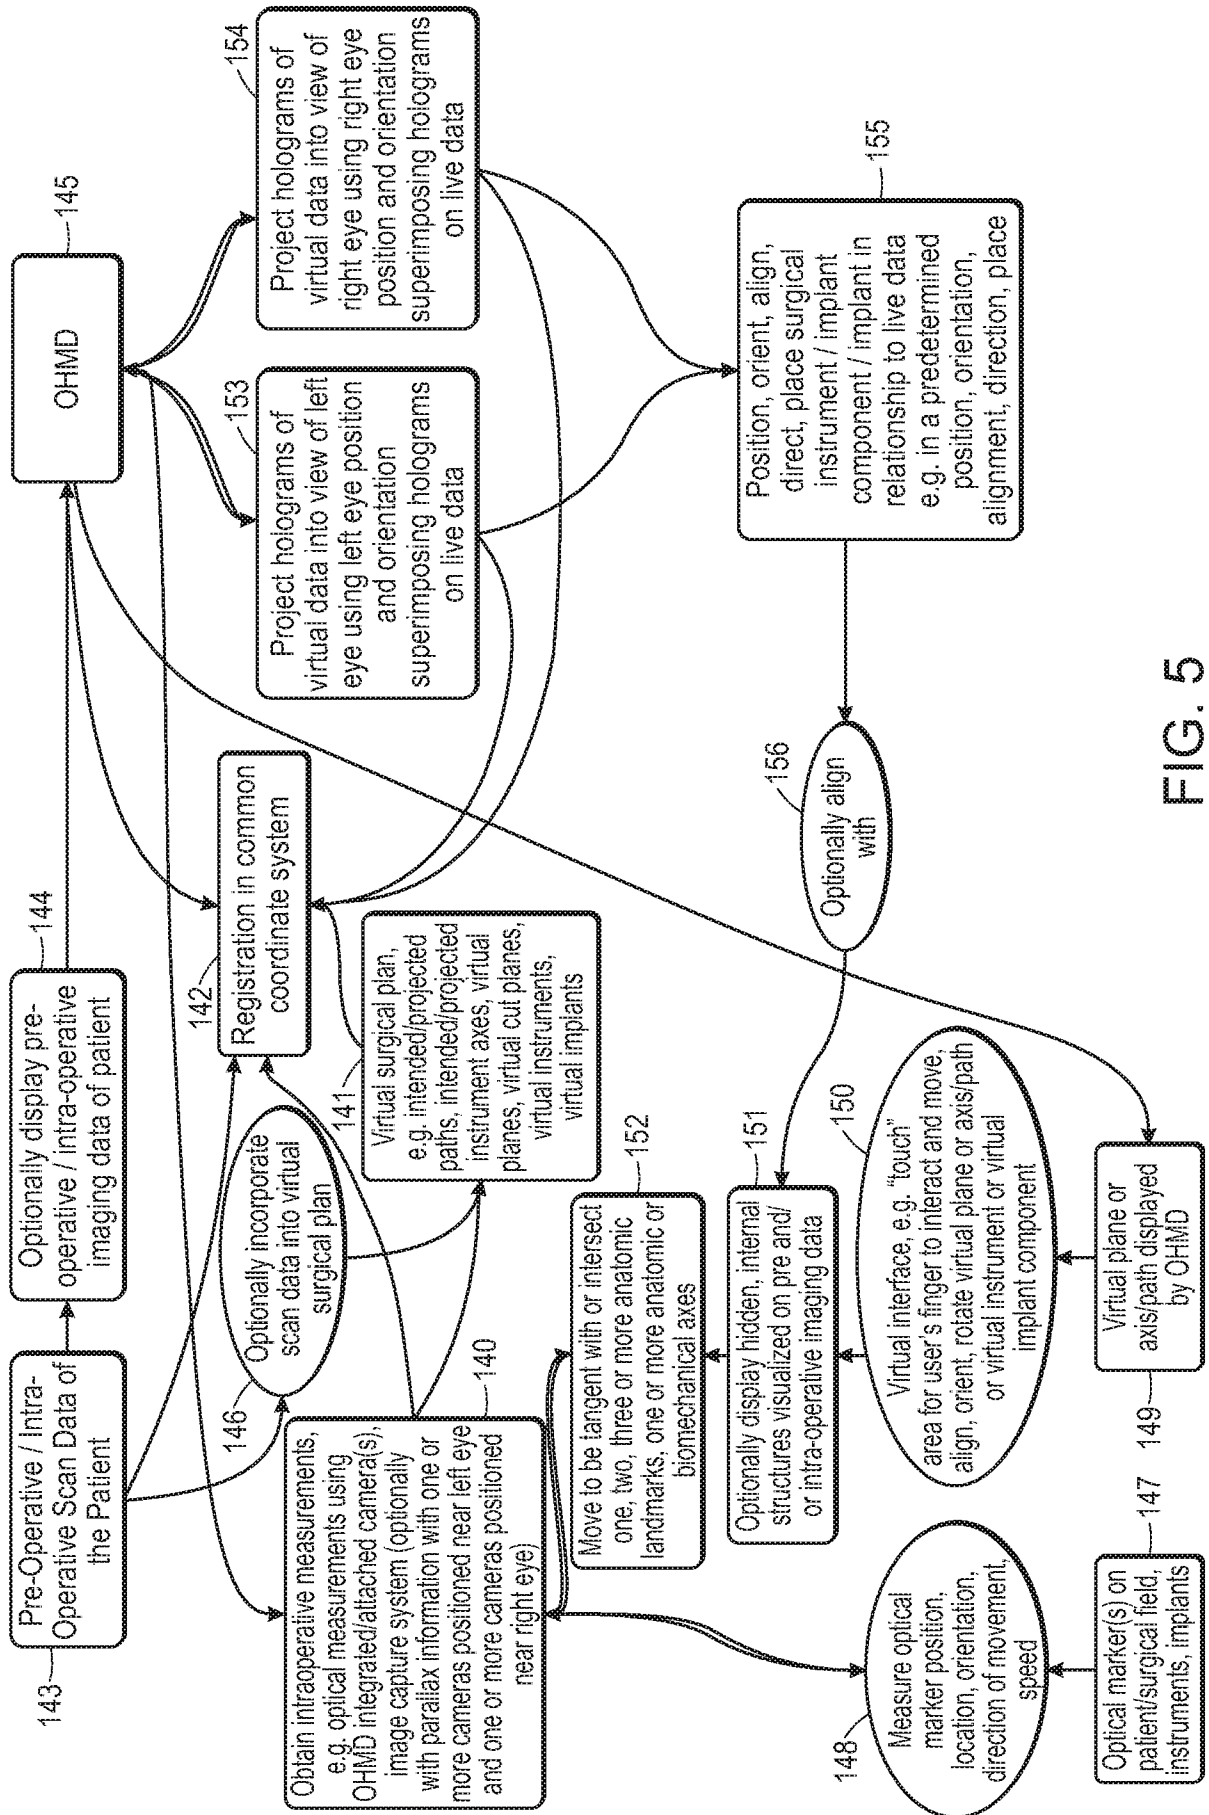 143
Pre-Operative / Intra-
Operative Scan Data of
the Patient
144
Optionally display pre-
operative / intra-operative
imaging data of patient
145
OHMD
146
Optionally incorporate
scan data into virtual
surgical plan
142
Registration in common
coordinate system
153
Project holograms of
virtual data into view of left
eye using left eye position
and orientation
superimposing holograms
on live data
154
Project holograms of
virtual data into view of
right eye using right eye
position and orientation
superimposing holograms
on live data
140
Obtain intraoperative measurements,
e.g. optical measurements using
OHMD integrated/attached camera(s),
image capture system (optionally
with parallax information with one or
more cameras positioned near left eye
and one or more cameras positioned
near right eye)
141
Virtual surgical plan,
e.g. intended/projected
paths, intended/projected
instrument axes, virtual
planes, virtual cut planes,
virtual instruments,
virtual implants
152
Move to be tangent with or intersect
one, two, three or more anatomic
landmarks, one or more anatomic or
biomechanical axes
151
Optionally display hidden, internal
structures visualized on pre and/
or intra-operative imaging data
156
Optionally align
with
155
Position, orient, align,
direct, place surgical
instrument / implant
component / implant in
relationship to live data
e.g. in a predetermined
position, orientation,
alignment, direction, place
148
Measure optical
marker position,
location, orientation,
direction of movement,
speed
150
Virtual interface, e.g. "touch"
area for user's finger to interact and move,
align, orient, rotate virtual plane or axis/path
or virtual instrument or virtual
implant component
147
Optical marker(s) on
patient/surgical field,
instruments, implants
149
Virtual plane or
axis/path displayed
by OHMD
FIG. 5